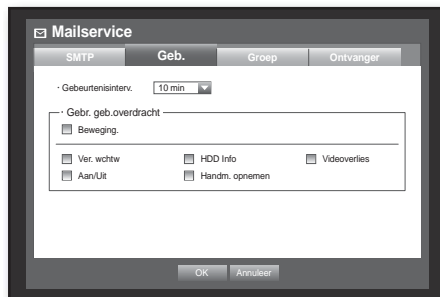 Mailservice
SMTP Geb. Groep Ontvanger
· Gebeurtenisinterv. 10 min
· Gebr. geb.overdracht
Beweging.
Ver. wchtw HDD Info Videoverlies
Aan/Uit Handm. opnemen
OK Annuleer